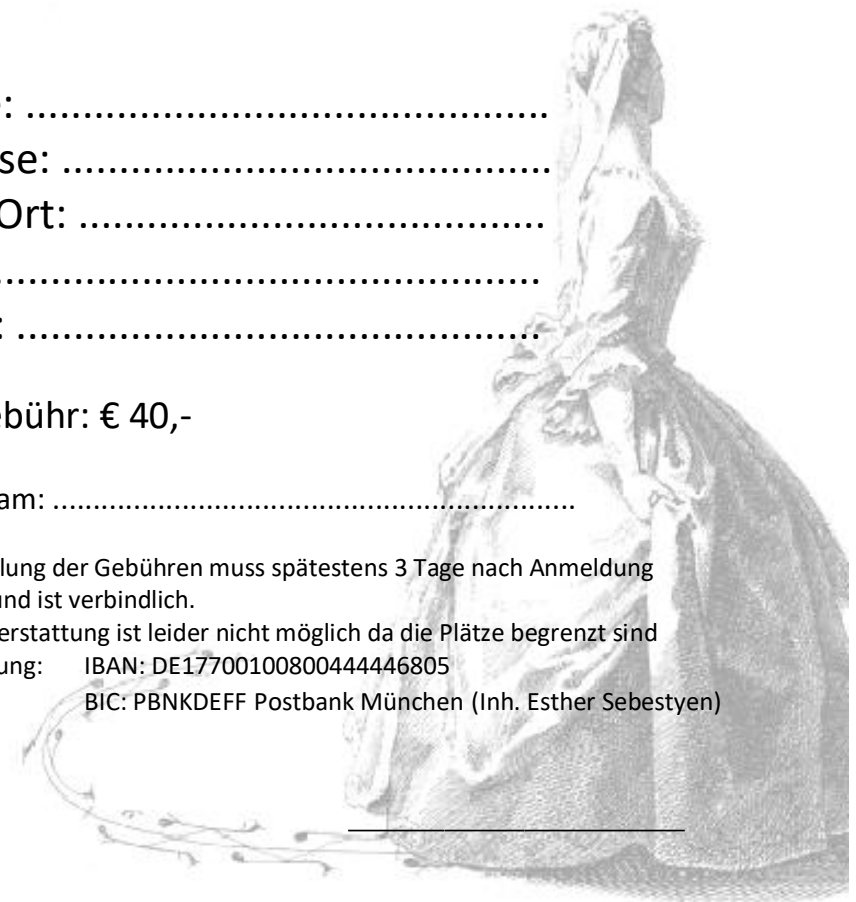 : ..............................................
se: ...........................................
Ort: .........................................
................................................
: ..............................................
ebühr: € 40,-
am: ................................................................
lung der Gebühren muss spätestens 3 Tage nach Anmeldung
und ist verbindlich.
erstattung ist leider nicht möglich da die Plätze begrenzt sind
ung: IBAN: DE17700100800444446805
BIC: PBNKDEFF Postbank München (Inh. Esther Sebestyen)